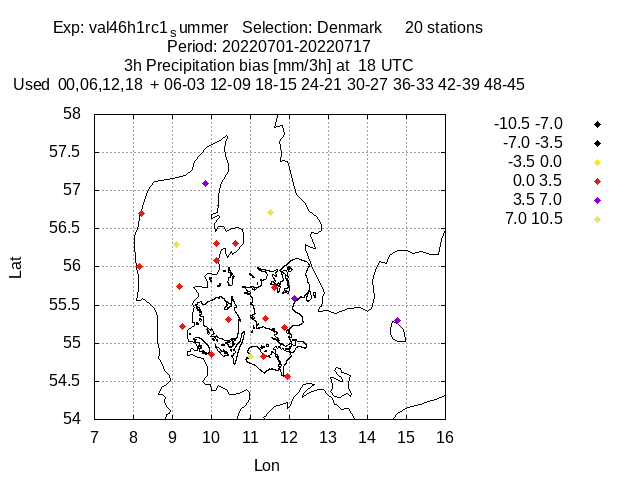 Exp: val46h1rc1summer   Selection: Denmark     20 stations
Period: 20220701-20220717
3h Precipitation bias [mm/3h] at  18 UTC
Used  00,06,12,18  + 06-03 12-09 18-15 24-21 30-27 36-33 42-39 48-45
-10.5 -7.0
-7.0 -3.5
-3.5 0.0
0.0 3.5
3.5 7.0
7.0 10.5
58
57.5
57
56.5
56
55.5
55
54.5
54
Lat
7 8 9 10 11 12 13 14 15 16
Lon